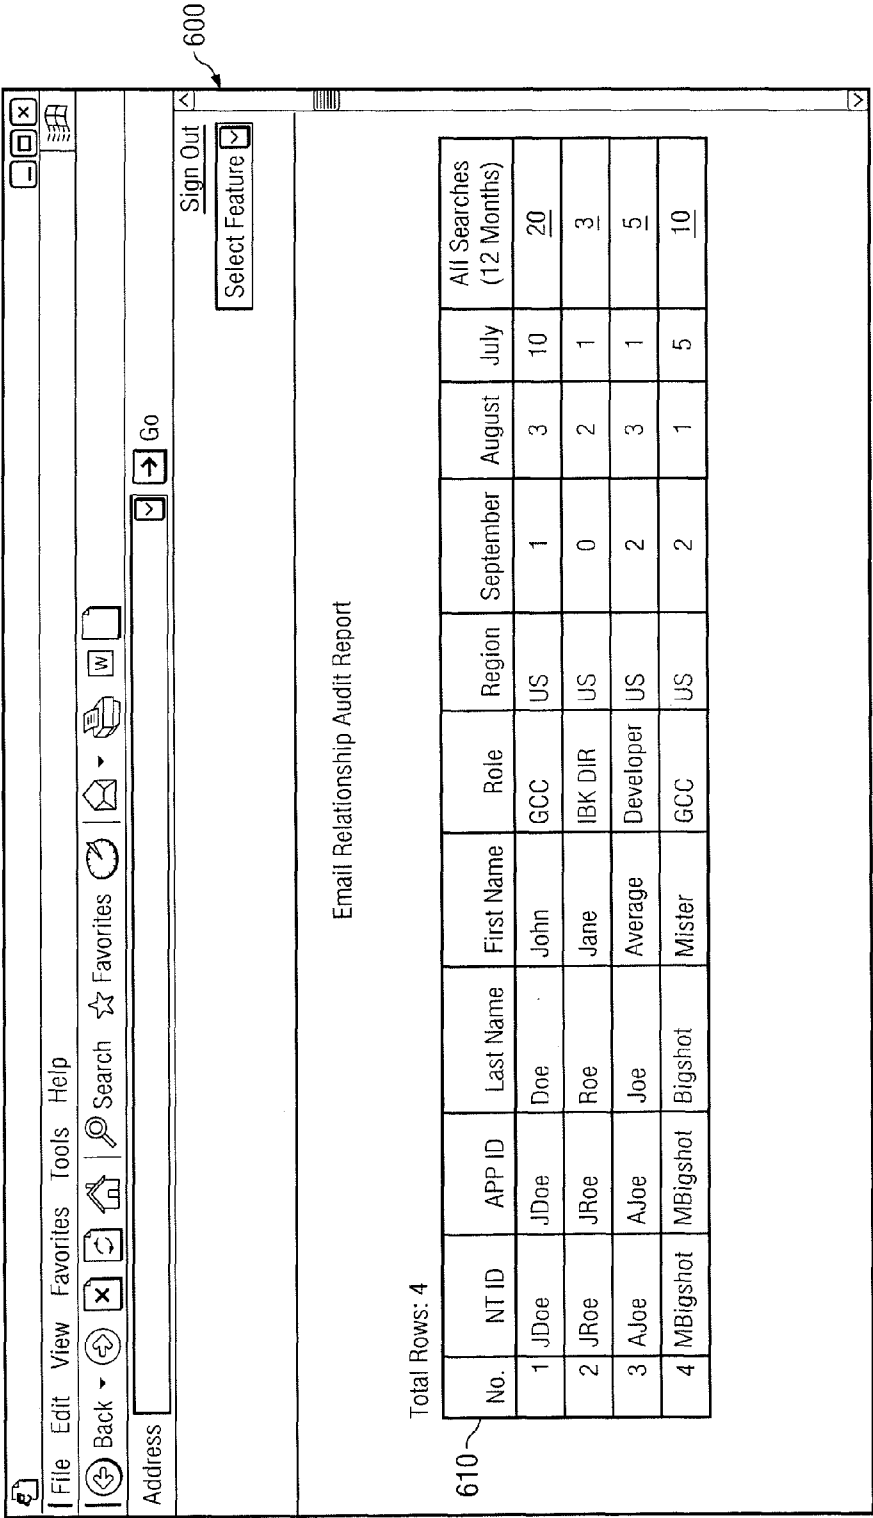 600
File Edit View Favorites Tools Help
Back Search Favorites W
Address Go
Sign Out
Select Feature
Email Relationship Audit Report
Total Rows: 4
610
No. NT ID APP ID Last Name First Name Role Region September August July All Searches (12 Months)
1 JDoe JDoe Doe John GCC US 1 3 10 20
2 JRoe JRoe Roe Jane IBK DIR US 0 2 1 3
3 AJoe AJoe Joe Average Developer US 2 3 1 5
4 MBigshot MBigshot Bigshot Mister GCC US 2 1 5 10